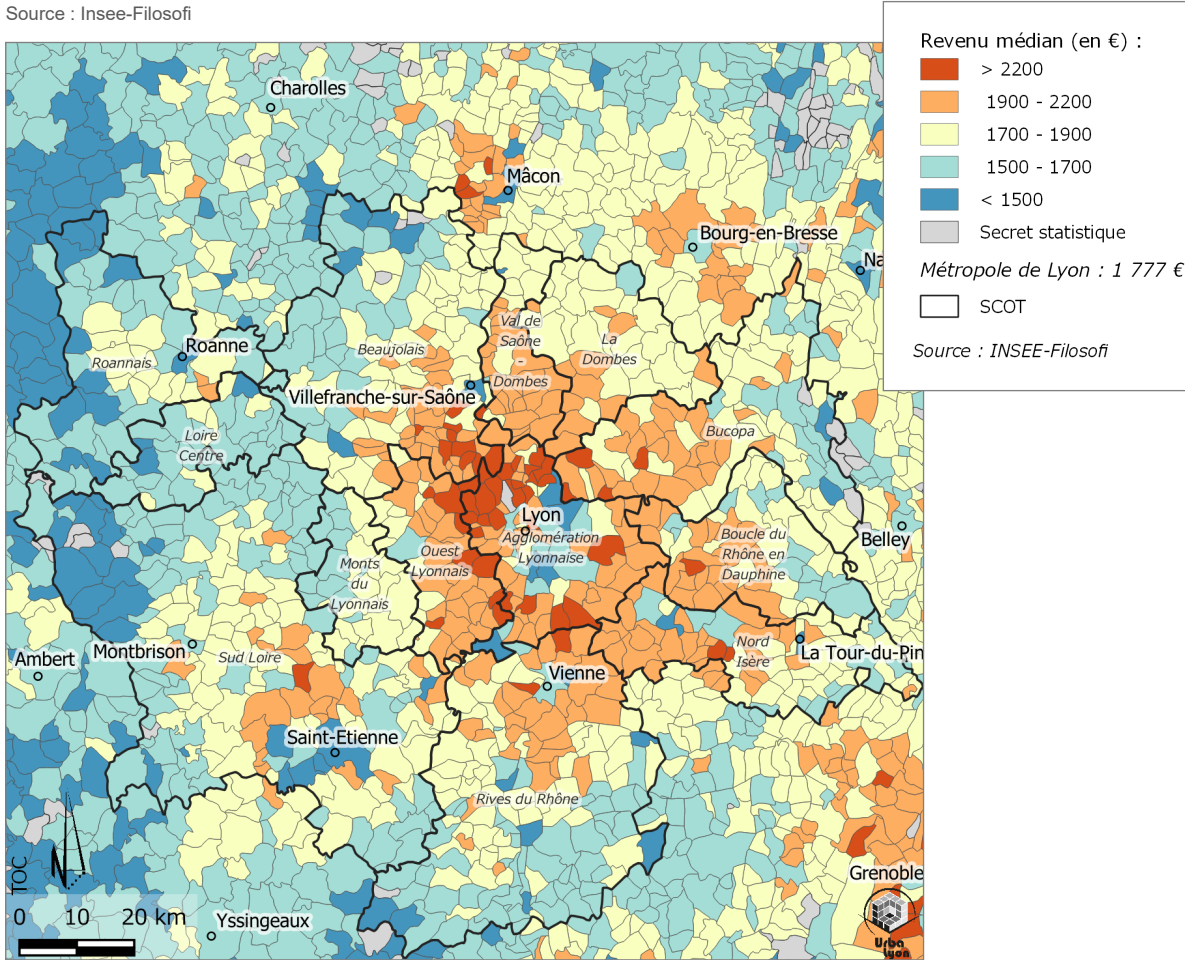 Source : Insee-Filosofi
Revenu médian (en €) :
> 2200
1900 - 2200
1700 - 1900
1500 - 1700
< 1500
Secret statistique
Métropole de Lyon : 1 777 €
SCOT
Source : INSEE-Filosofi
Charolles
Mâcon
Bourg-en-Bresse
Na
Val de
Saône
-
Dombes
La
Dombes
Roanne
Roannais
Beaujolais
Villefranche-sur-Saône
Loire
Centre
Bucopa
Lyon
Agglomération
Lyonnaise
Ouest
Lyonnais
Boucle du
Rhône en
Dauphine
Belley
Monts
du
Lyonnais
Montbrison
Sud Loire
Ambert
Nord
Isère
La Tour-du-Pin
Vienne
Saint-Etienne
Rives du Rhône
Grenoble
TOC
N
0 10 20 km
Yssingeaux
Urba
Lyon